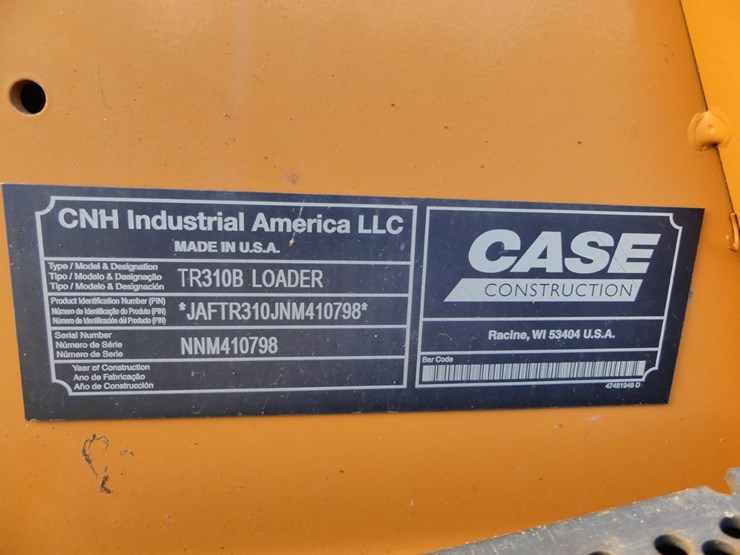 CNH Industrial America LLC
MADE IN U.S.A.
Type / Model & Designation
Tipo / Modelo & Designação
Tipo / Modelo & Designación
TR310B LOADER
Product Identification Number (PIN)
Número de Identificação do Produto (PIN)
Número de Identificación del Producto (PIN)
*JAFTR310JNM410798*
Serial Number
Número de Série
Número de Serie
NNM410798
Year of Construction
Ano de Fabricação
Año de Construcción
CASE
CONSTRUCTION
Racine, WI 53404 U.S.A.
Bar Code
47481949 D